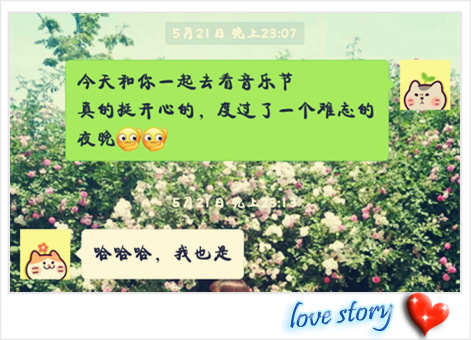 5月21日 晚上23:07
今天和你一起去看音乐节
真的挺开心的，度过了一个难忘的
夜晚
5月21日 晚上23:13
哈哈哈，我也是
love story